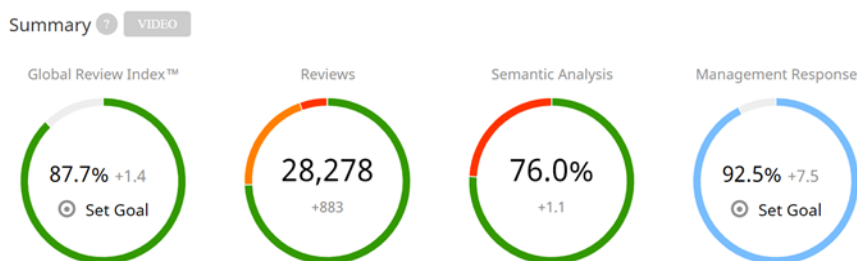 Summary ? VIDEO
Global Review Index™
Reviews
Semantic Analysis
Management Response
87.7% +1.4
Set Goal
28,278
+883
76.0%
+1.1
92.5% +7.5
Set Goal